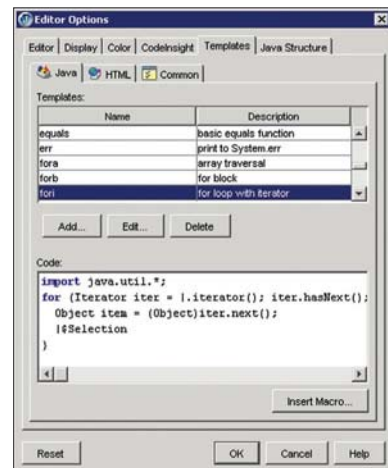 Editor Options
Editor Display Color CodeInsight Templates Java Structure
Java HTML Common
Templates:
Name Description
equals basic equals function
err print to System.err
fora array traversal
forb for block
fori for loop with iterator
Add... Edit... Delete
Code:
import java.util.*;
for (Iterator iter = |.iterator(); iter.hasNext();
Object item = (Object)iter.next();
|$Selection
}
Insert Macro...
Reset OK Cancel Help